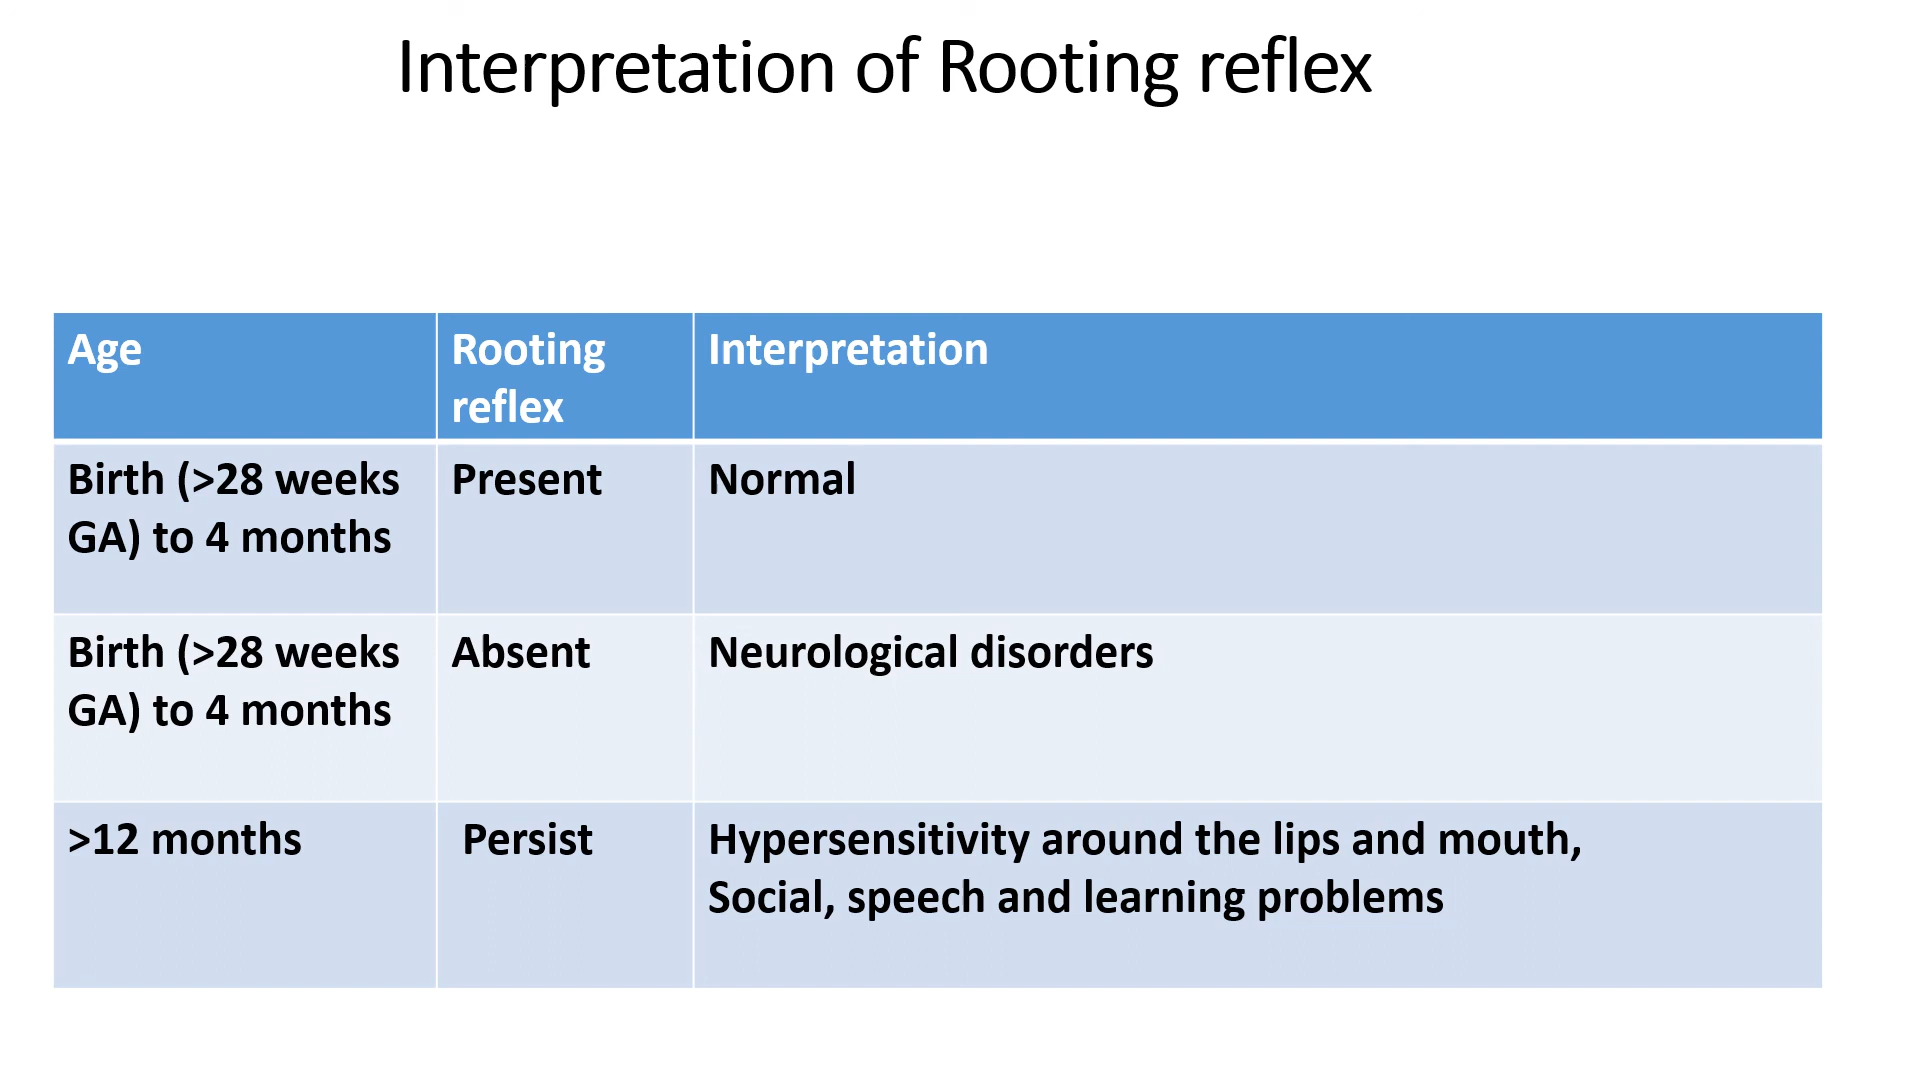 Interpretation of Rooting reflex
Age
Rooting
reflex
Interpretation
Birth (>28 weeks
GA) to 4 months
Present
Normal
Birth (>28 weeks
GA) to 4 months
Absent
Neurological disorders
>12 months
Persist
Hypersensitivity around the lips and mouth,
Social, speech and learning problems